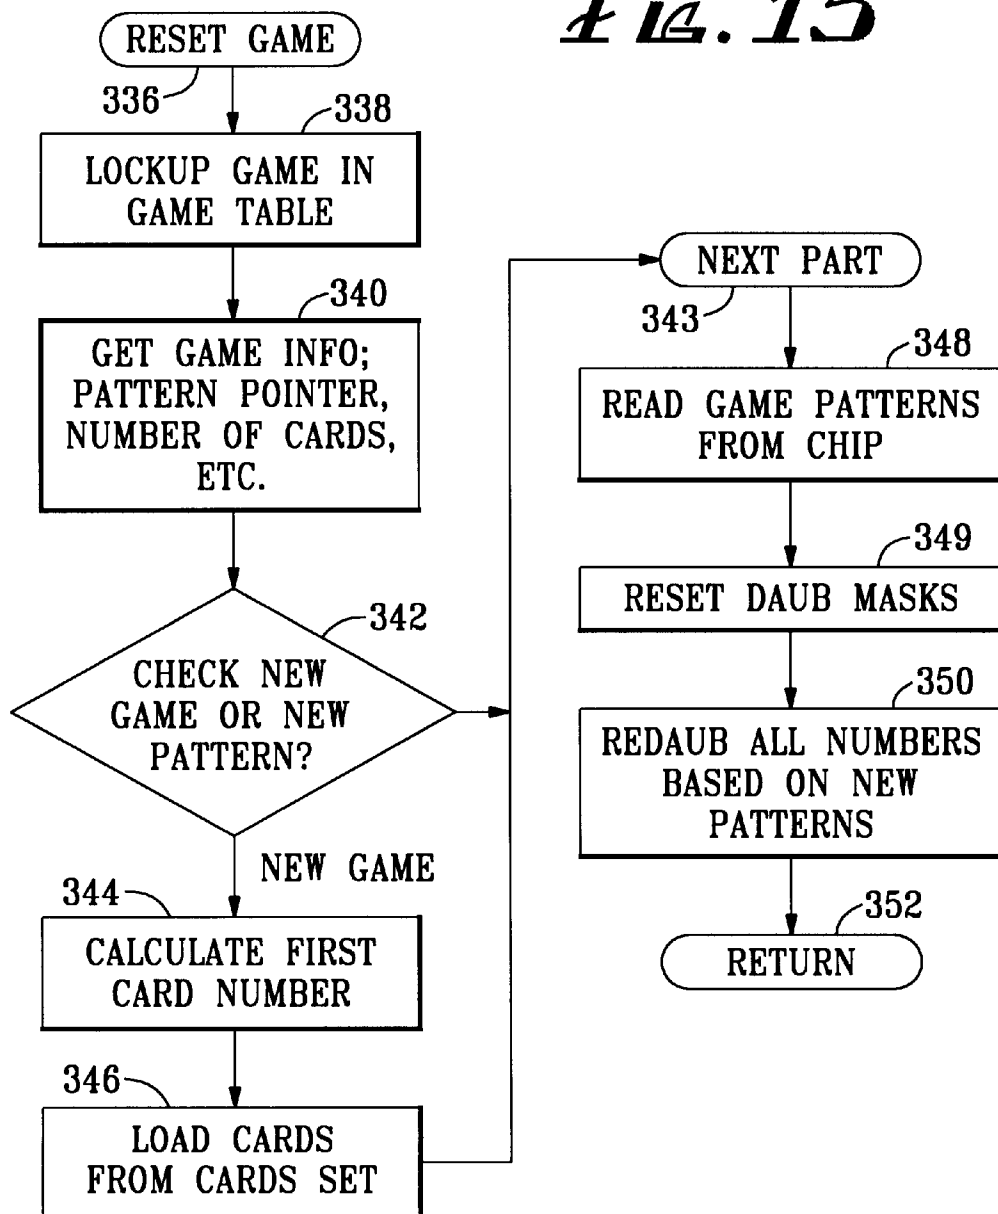 FIG. 15
RESET GAME
336
338
LOCKUP GAME IN
GAME TABLE
340
GET GAME INFO;
PATTERN POINTER,
NUMBER OF CARDS,
ETC.
342
CHECK NEW
GAME OR NEW
PATTERN?
NEW GAME
344
CALCULATE FIRST
CARD NUMBER
346
LOAD CARDS
FROM CARDS SET
NEXT PART
343
348
READ GAME PATTERNS
FROM CHIP
349
RESET DAUB MASKS
350
REDAUB ALL NUMBERS
BASED ON NEW
PATTERNS
352
RETURN